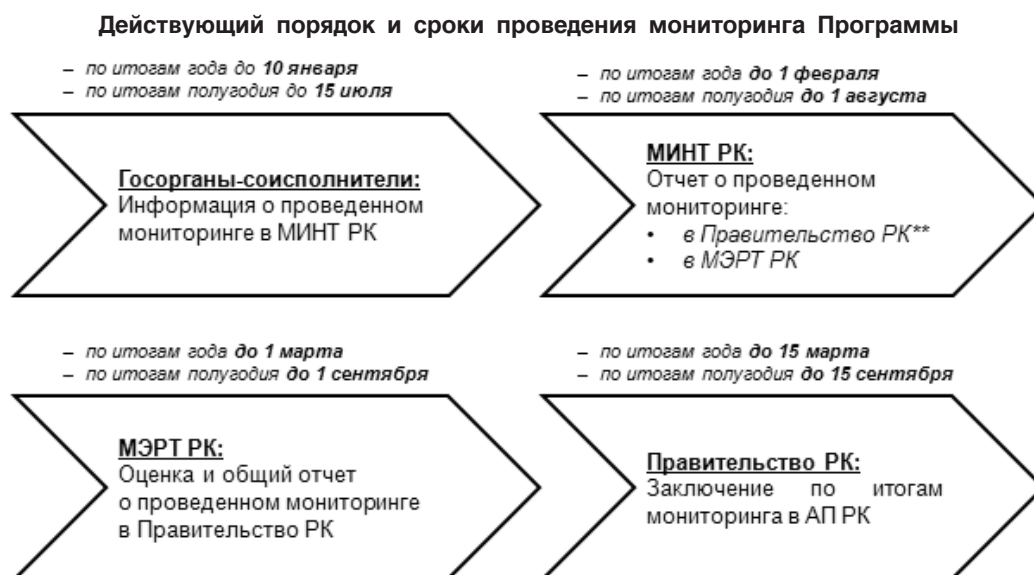 Действующий порядок и сроки проведения мониторинга Программы
– по итогам года до 10 января
– по итогам полугодия до 15 июля
Госорганы-соисполнители:
Информация о проведенном
мониторинге в МИНТ РК
– по итогам года до 1 февраля
– по итогам полугодия до 1 августа
МИНТ РК:
Отчет о проведенном
мониторинге:
• в Правительство РК**
• в МЭРТ РК
– по итогам года до 1 марта
– по итогам полугодия до 1 сентября
МЭРТ РК:
Оценка и общий отчет
о проведенном мониторинге
в Правительство РК
– по итогам года до 15 марта
– по итогам полугодия до 15 сентября
Правительство РК:
Заключение по итогам
мониторинга в АП РК